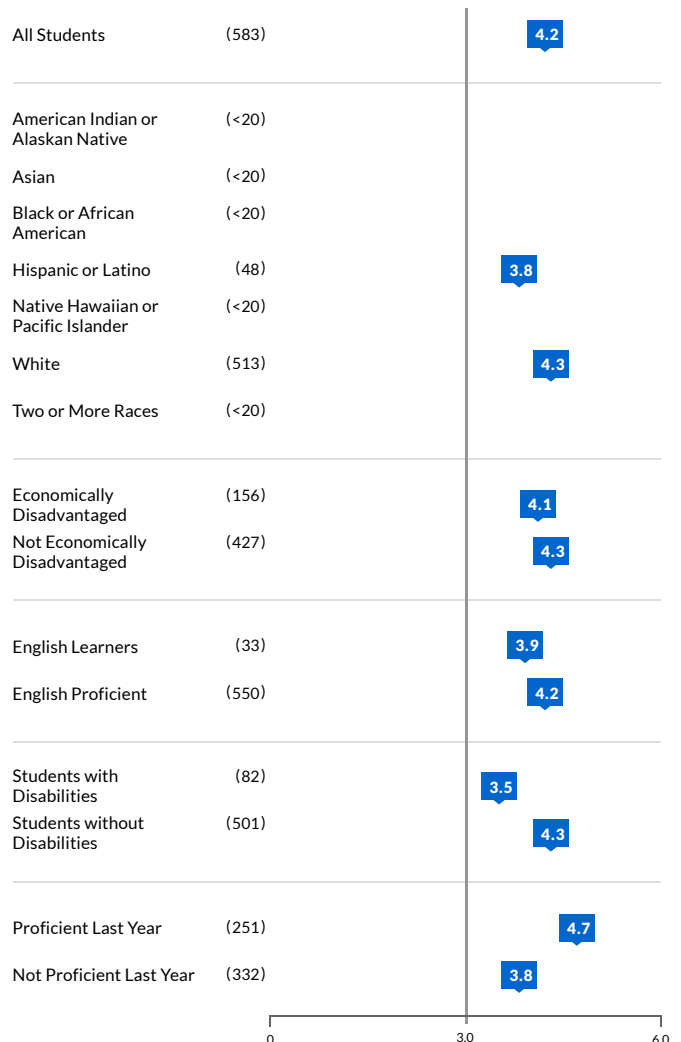 All Students (583) 4.2
American Indian or (<20)
Alaskan Native
Asian (<20)
Black or African (<20)
American
Hispanic or Latino (48) 3.8
Native Hawaiian or (<20)
Pacific Islander
White (513) 4.3
Two or More Races (<20)
Economically (156) 4.1
Disadvantaged
Not Economically (427) 4.3
Disadvantaged
English Learners (33) 3.9
English Proficient (550) 4.2
Students with (82) 3.5
Disabilities
Students without (501) 4.3
Disabilities
Proficient Last Year (251) 4.7
Not Proficient Last Year (332) 3.8
0 3.0 6.0